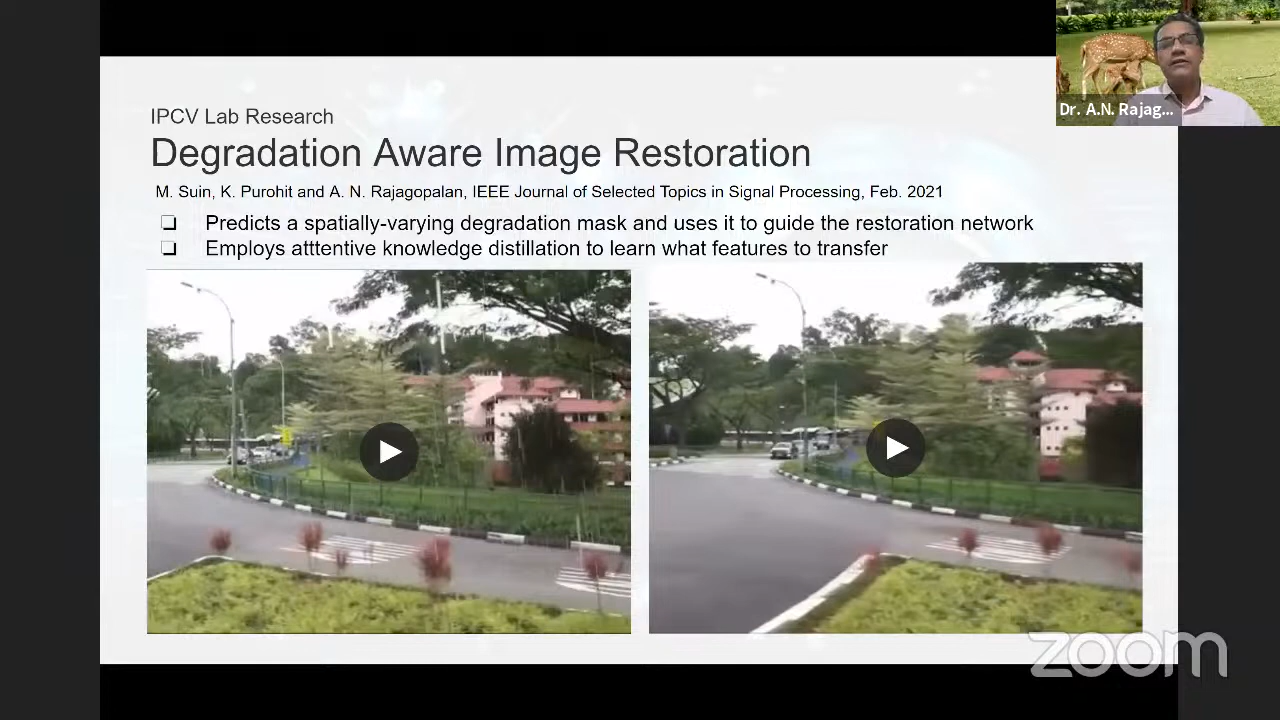 Dr. A.N. Rajag...
IPCV Lab Research
Degradation Aware Image Restoration
M. Suin, K. Purohit and A. N. Rajagopalan, IEEE Journal of Selected Topics in Signal Processing, Feb. 2021
❑ Predicts a spatially-varying degradation mask and uses it to guide the restoration network
❑ Employs atttentive knowledge distillation to learn what features to transfer
zoom